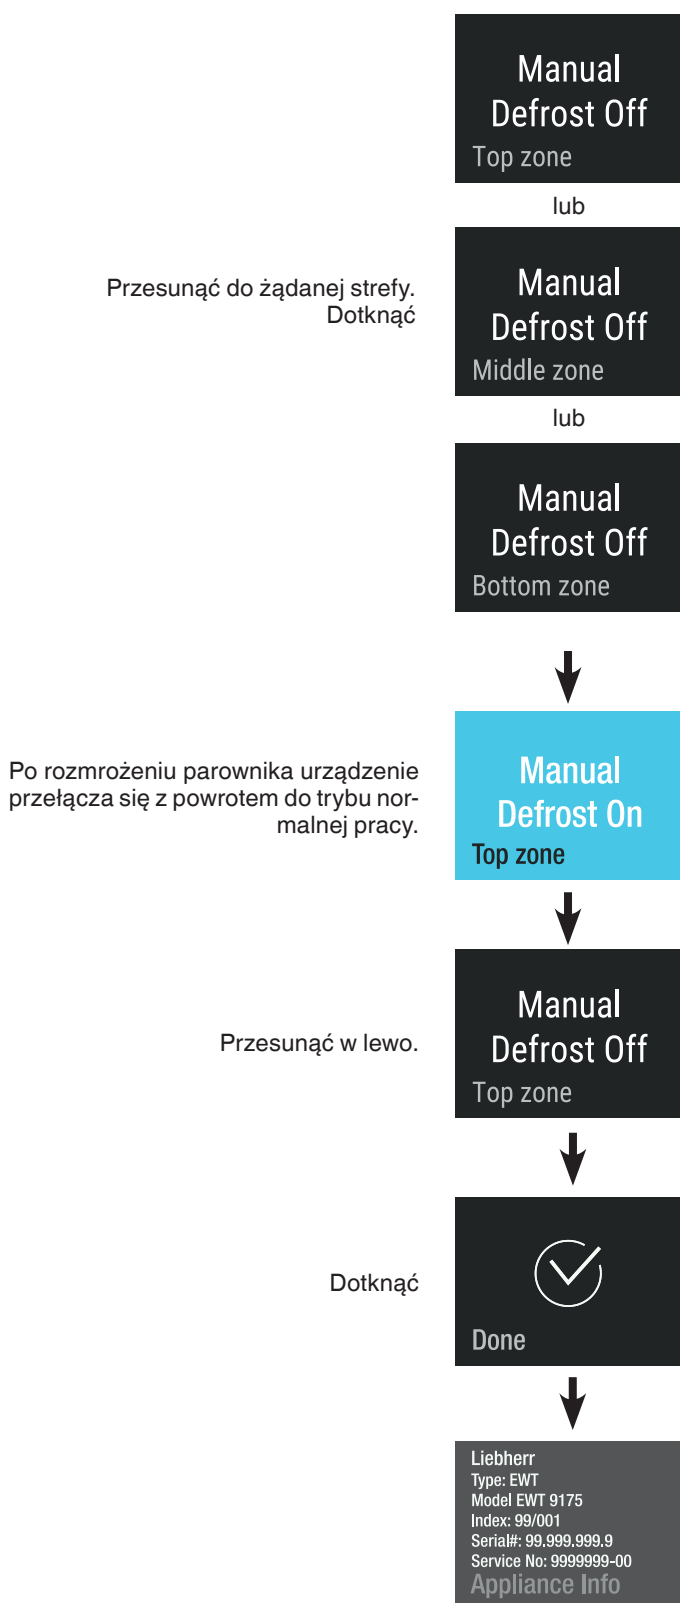 Manual
Defrost Off
Top zone
lub
Przesunąć do żądanej strefy.
Dotknąć
Manual
Defrost Off
Middle zone
lub
Manual
Defrost Off
Bottom zone
Po rozmrożeniu parownika urządzenie
przełącza się z powrotem do trybu nor-
malnej pracy.
Manual
Defrost On
Top zone
Przesunąć w lewo.
Manual
Defrost Off
Top zone
Dotknąć
Done
Liebherr
Type: EWT
Model EWT 9175
Index: 99/001
Serial#: 99.999.999.9
Service No: 9999999-00
Appliance Info